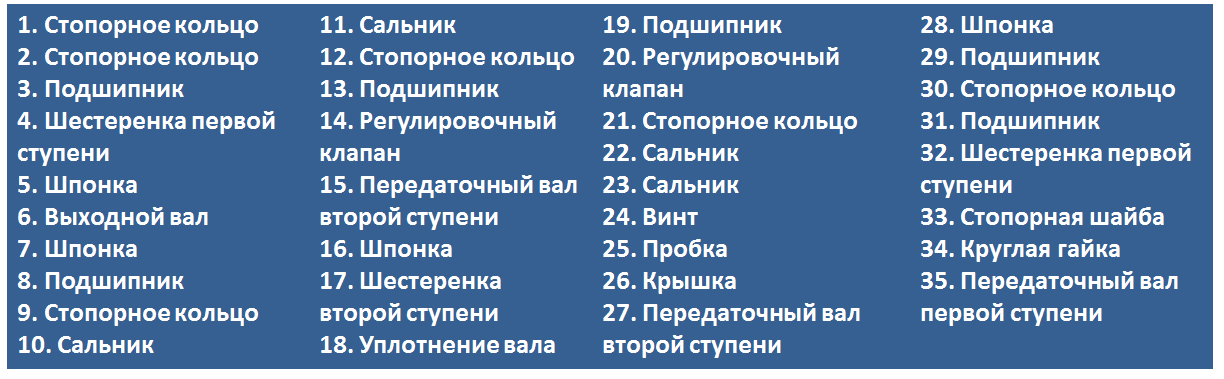 1. Стопорное кольцо
2. Стопорное кольцо
3. Подшипник
4. Шестеренка первой
ступени
5. Шпонка
6. Выходной вал
7. Шпонка
8. Подшипник
9. Стопорное кольцо
10. Сальник
11. Сальник
12. Стопорное кольцо
13. Подшипник
14. Регулировочный
клапан
15. Передаточный вал
второй ступени
16. Шпонка
17. Шестеренка
второй ступени
18. Уплотнение вала
19. Подшипник
20. Регулировочный
клапан
21. Стопорное кольцо
22. Сальник
23. Сальник
24. Винт
25. Пробка
26. Крышка
27. Передаточный вал
второй ступени
28. Шпонка
29. Подшипник
30. Стопорное кольцо
31. Подшипник
32. Шестеренка первой
ступени
33. Стопорная шайба
34. Круглая гайка
35. Передаточный вал
первой ступени